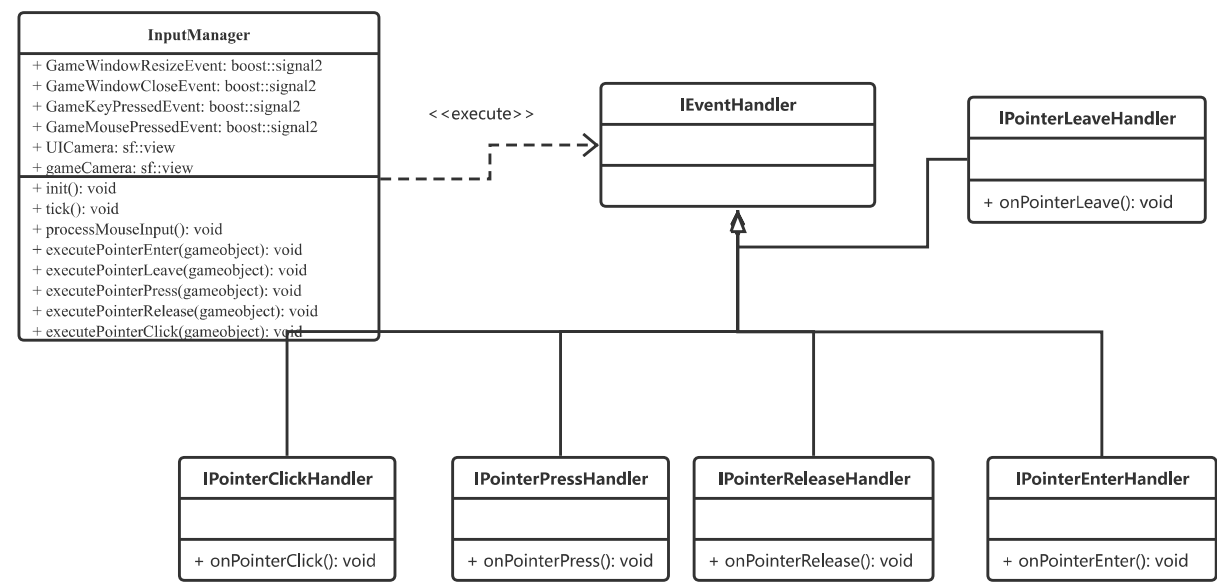 InputManager
+ GameWindowResizeEvent: boost::signal2
+ GameWindowCloseEvent: boost::signal2
+ GameKeyPressedEvent: boost::signal2
+ GameMousePressedEvent: boost::signal2
+ UICamera: sf::view
+ gameCamera: sf::view
+ init(): void
+ tick(): void
+ processMouseInput(): void
+ executePointerEnter(gameobject): void
+ executePointerLeave(gameobject): void
+ executePointerPress(gameobject): void
+ executePointerRelease(gameobject): void
+ executePointerClick(gameobject): void
<<execute>>
IEventHandler
IPointerLeaveHandler
+ onPointerLeave(): void
IPointerClickHandler
+ onPointerClick(): void
IPointerPressHandler
+ onPointerPress(): void
IPointerReleaseHandler
+ onPointerRelease(): void
IPointerEnterHandler
+ onPointerEnter(): void